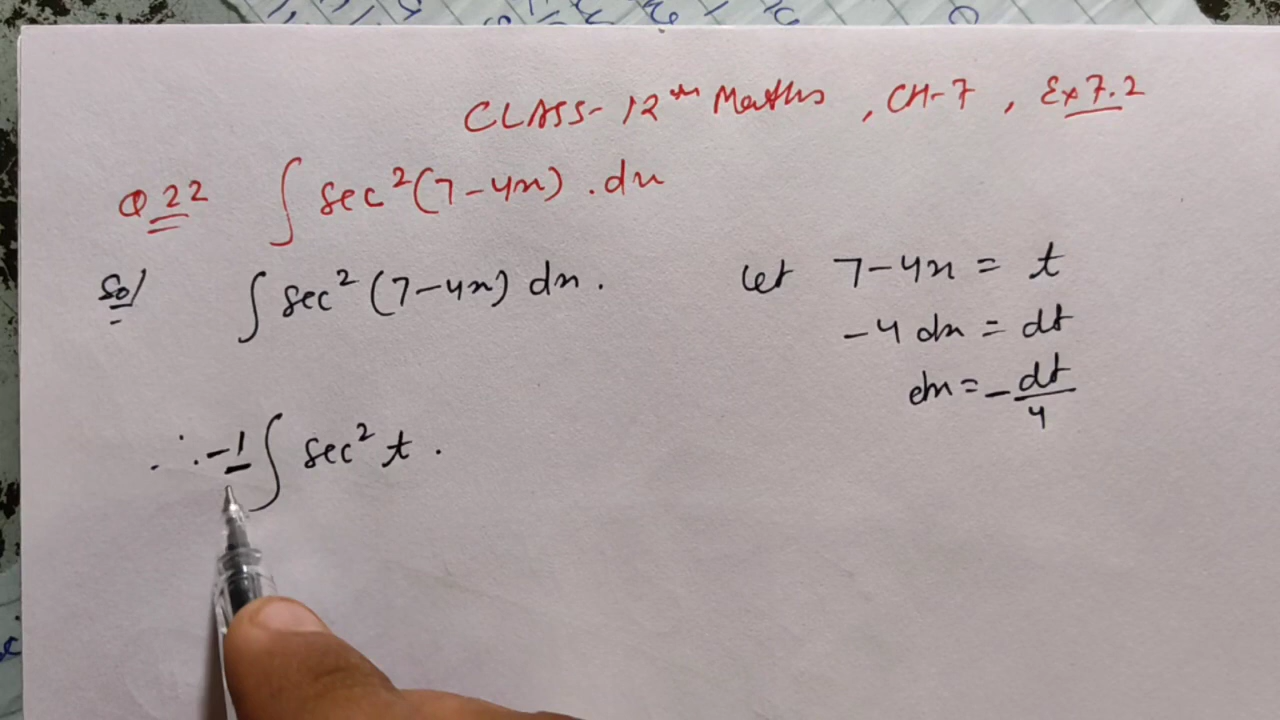 CLASS-12th Maths, CH-7, Ex 7.2
Q 22 ∫ sec²(7-4x).dx
Sol ∫ sec²(7-4x) dx. Let 7-4x = t
-4 dx = dt
dx = -dt/4
∴ -1 ∫ sec² t.